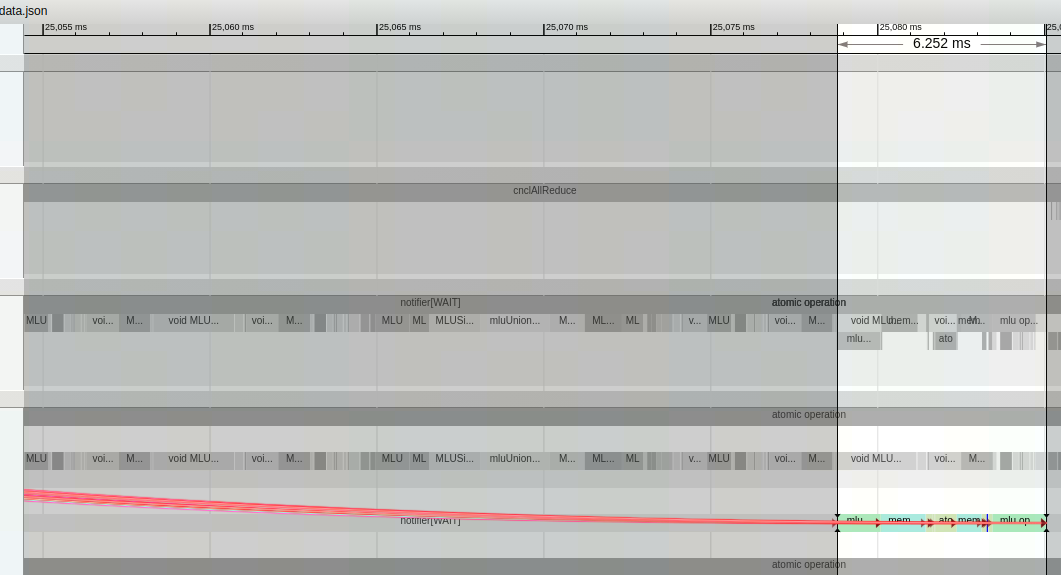 data.json
25,055 ms 25,060 ms 25,065 ms 25,070 ms 25,075 ms 25,080 ms
6.252 ms
cnclAllReduce
notifier[WAIT] atomic operation
MLU voi... M... void MLU... voi... M... MLU ML MLUSi... mluUnion... M... ML... ML v... MLU voi... M... void MLU... mem... voi... mem... M... mlu op...
mlu... ato
atomic operation
MLU voi... M... void MLU... voi... M... MLU ML MLUSi... mluUnion... M... ML... ML v... MLU voi... M... void MLU... voi... M...
notifier[WAIT] mlu mem ato mem mlu op
atomic operation